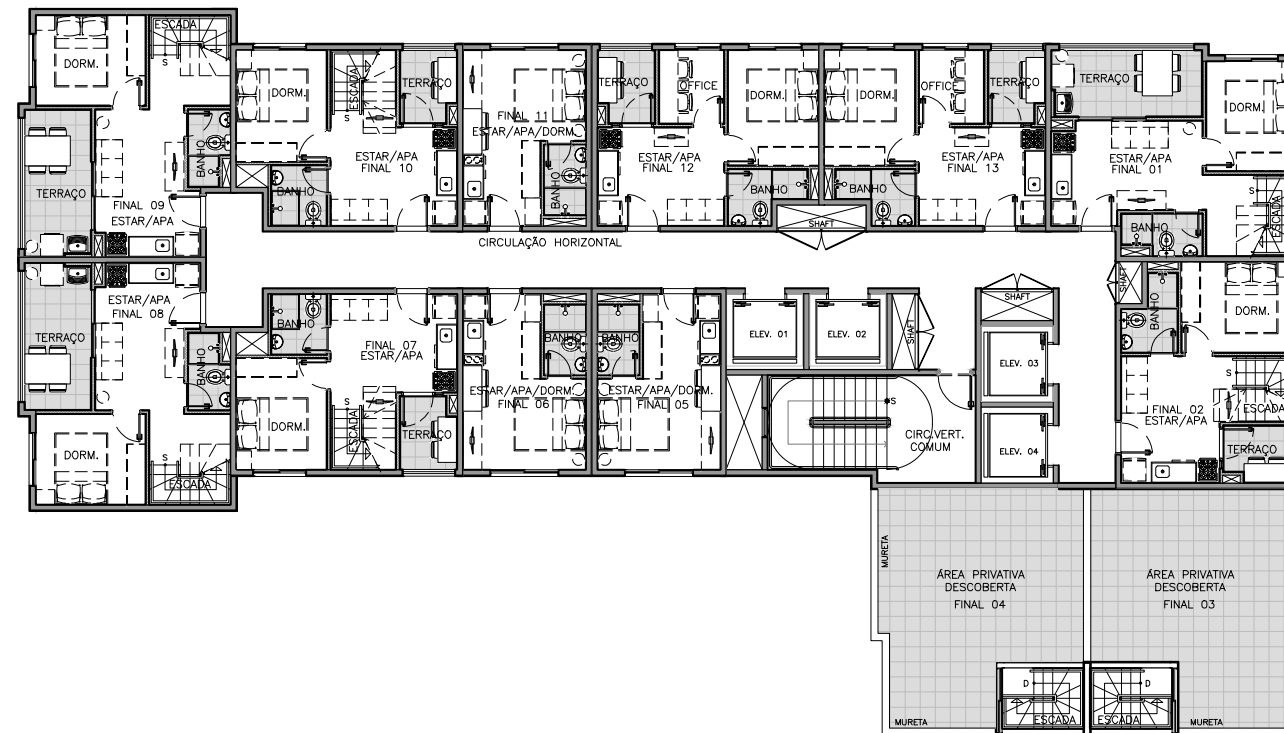 ESCADA
S
DORM.
BANHO
TERRAÇO
FINAL 09
ESTAR/APA
DORM.
ESCADA
S
TERRAÇO
ESTAR/APA
FINAL 10
BANHO
FINAL 11
ESTAR/APA/DORM.
BANHO
TERRAÇO
OFFICE
DORM.
ESTAR/APA
FINAL 12
BANHO
DORM.
OFFICE
TERRAÇO
ESTAR/APA
FINAL 13
BANHO
TERRAÇO
DORM.
ESTAR/APA
FINAL 01
BANHO
ESCADA
S
SHAFT
CIRCULAÇÃO HORIZONTAL
ESTAR/APA
FINAL 08
TERRAÇO
BANHO
DORM.
S
ESCADA
BANHO
FINAL 07
ESTAR/APA
DORM.
S
ESCADA
TERRAÇO
BANHO
ESTAR/APA/DORM.
FINAL 06
BANHO
ESTAR/APA/DORM.
FINAL 05
ELEV. 01
ELEV. 02
SHAFT
SHAFT
SHAFT
ELEV. 03
ELEV. 04
S
CIRC.VERT.
COMUM
BANHO
DORM.
S
ESCADA
FINAL 02
ESTAR/APA
TERRAÇO
MURETA
ÁREA PRIVATIVA
DESCOBERTA
FINAL 04
ÁREA PRIVATIVA
DESCOBERTA
FINAL 03
D
D
MURETA
ESCADA
ESCADA
MURETA